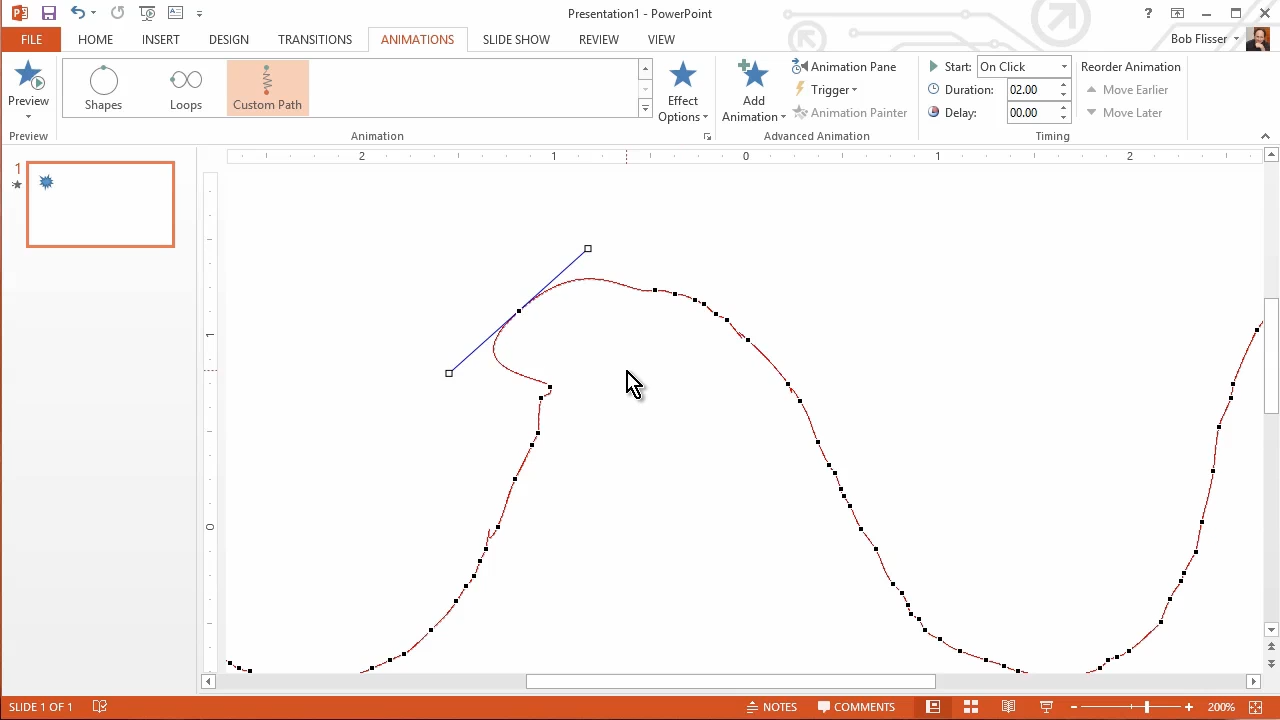 Presentation1 - PowerPoint
?
FILE HOME INSERT DESIGN TRANSITIONS ANIMATIONS SLIDE SHOW REVIEW VIEW Bob Flisser
Preview
Shapes Loops Custom Path
Effect Options
Add Animation
Animation Pane
Trigger
Animation Painter
Start: On Click
Duration: 02.00
Delay: 00.00
Reorder Animation
Move Earlier
Move Later
Preview Animation Advanced Animation Timing
2 1 0 1 2
1
1
0
SLIDE 1 OF 1 NOTES COMMENTS 200%